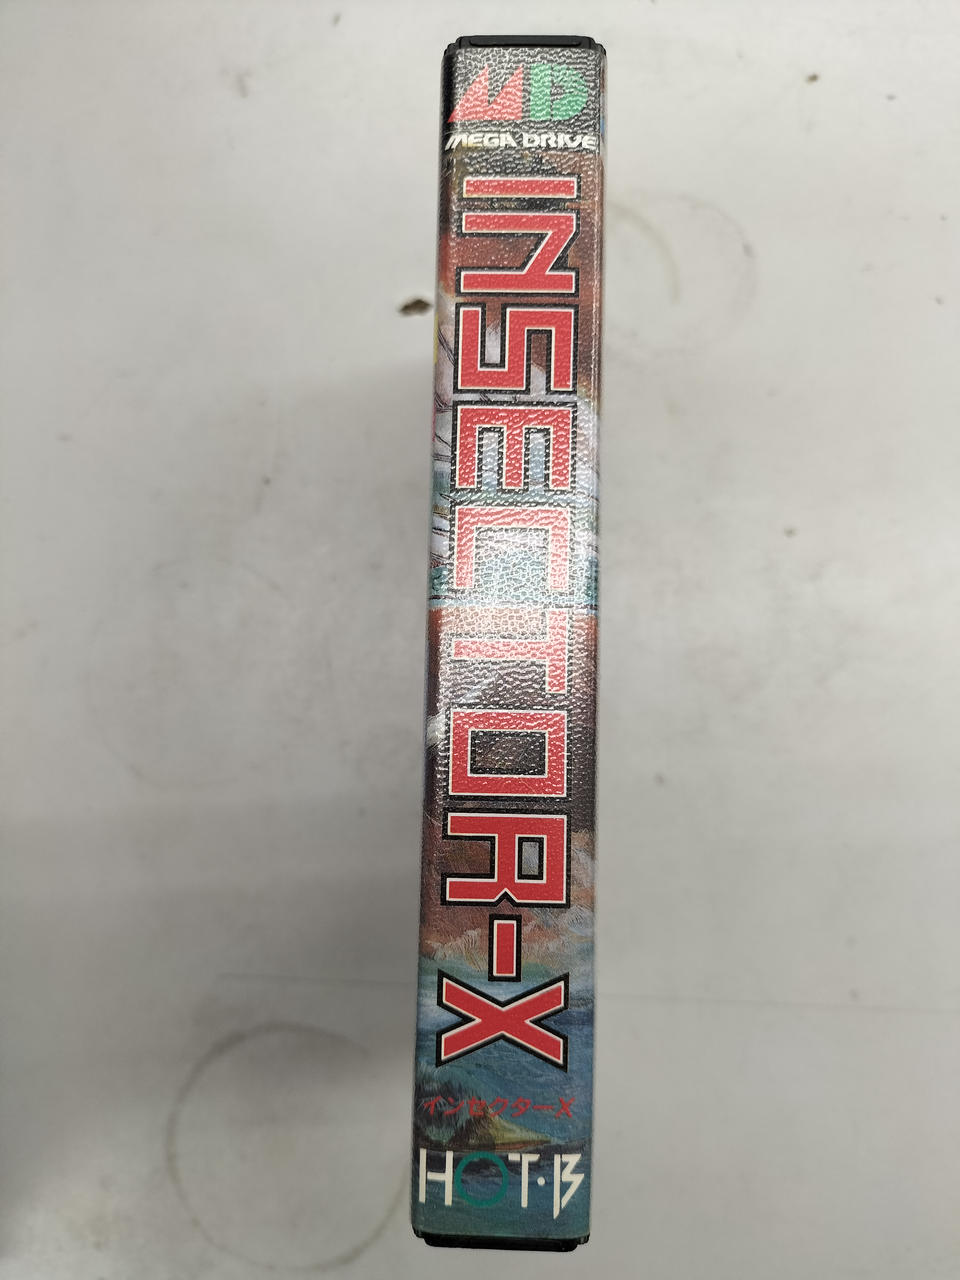 MD
MEGA DRIVE
INSECTOR-X
インセクターX
HOT·B